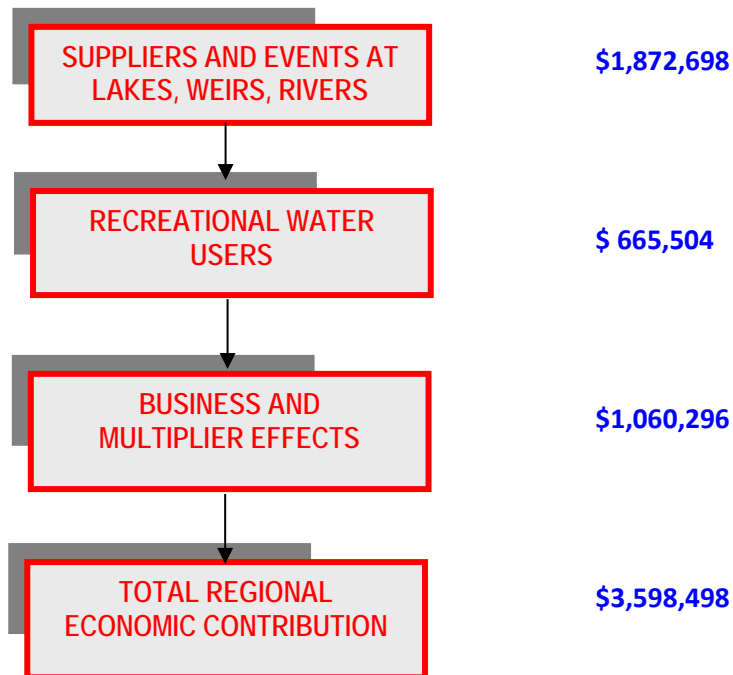 SUPPLIERS AND EVENTS AT
LAKES, WEIRS, RIVERS
$1,872,698
RECREATIONAL WATER
USERS
$ 665,504
BUSINESS AND
MULTIPLIER EFFECTS
$1,060,296
TOTAL REGIONAL
ECONOMIC CONTRIBUTION
$3,598,498